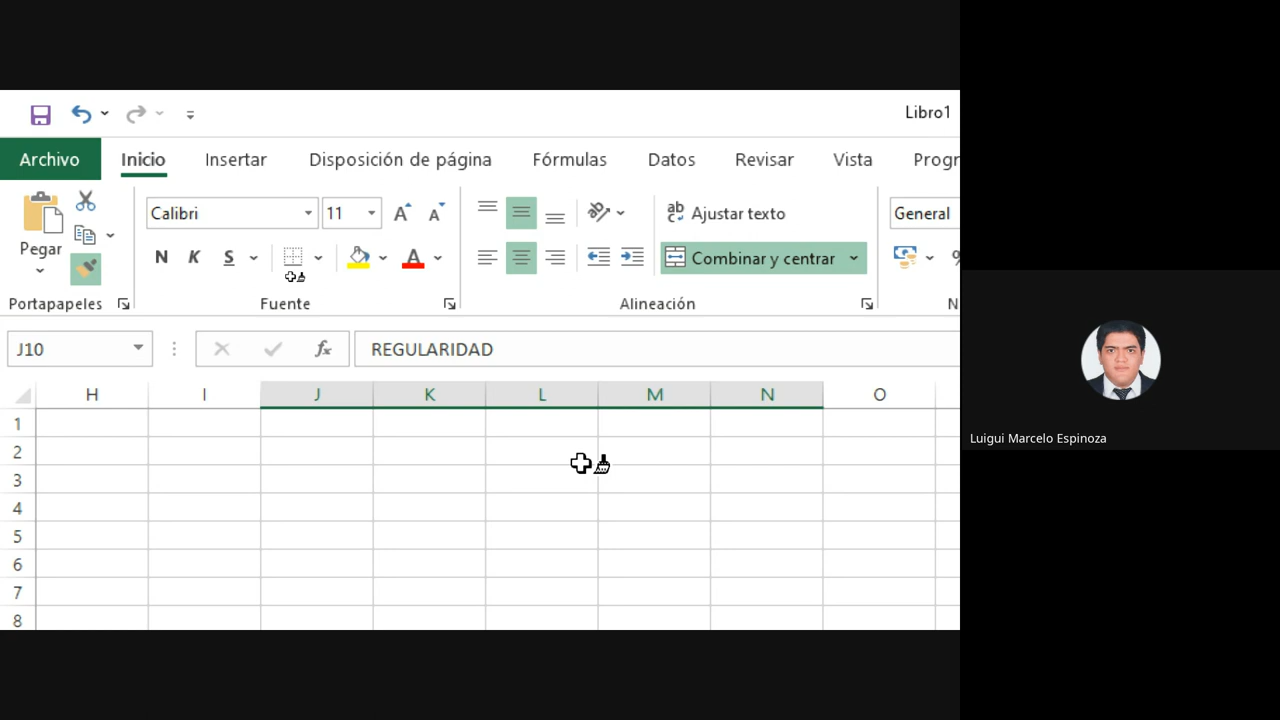 Libro1
Archivo Inicio Insertar Disposición de página Fórmulas Datos Revisar Vista Progr
Pegar
Calibri 11
N K S
ab c Ajustar texto
Combinar y centrar
General
%
Portapapeles Fuente Alineación N
J10 fx REGULARIDAD
H I J K L M N O
1
2
3
4
5
6
7
8
Luigui Marcelo Espinoza